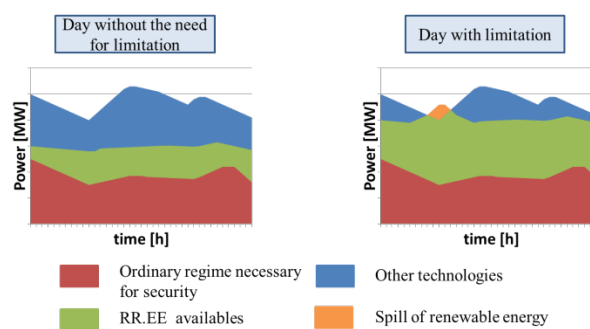 Day without the need
for limitation
Day with limitation
Power [MW]
Power [MW]
time [h]
time [h]
Ordinary regime necessary
for security
Other technologies
RR.EE availables
Spill of renewable energy